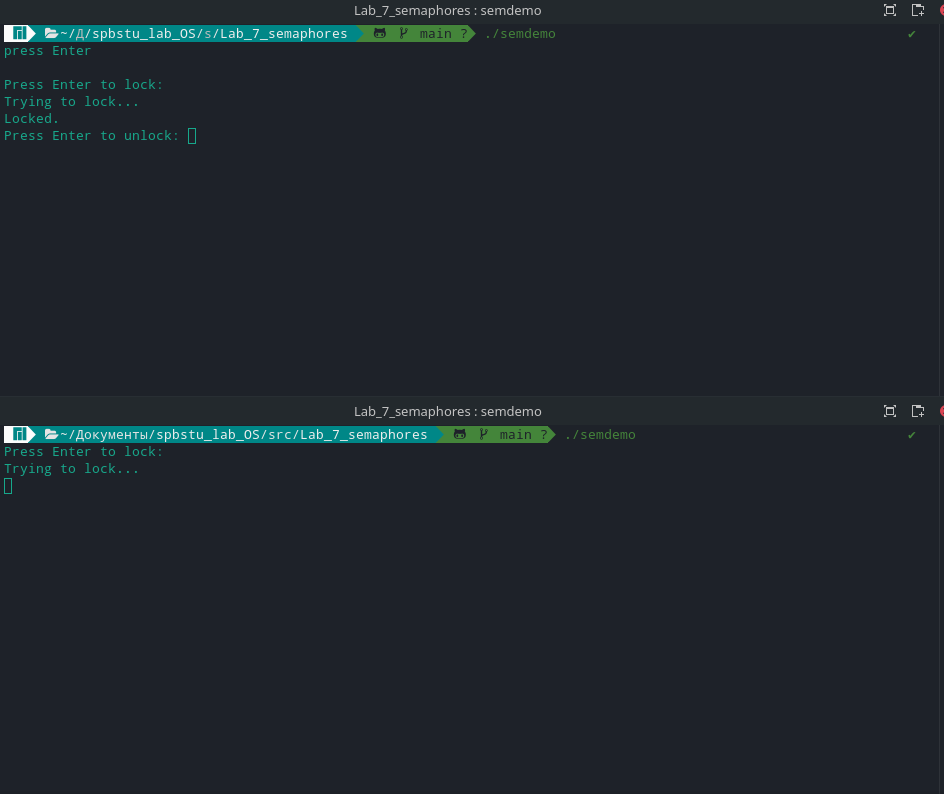 Lab_7_semaphores : semdemo
~/Д/spbstu_lab_OS/s/Lab_7_semaphores main ? ./semdemo ✔
press Enter
Press Enter to lock:
Trying to lock...
Locked.
Press Enter to unlock:
Lab_7_semaphores : semdemo
~/Документы/spbstu_lab_OS/src/Lab_7_semaphores main ? ./semdemo ✔
Press Enter to lock:
Trying to lock...